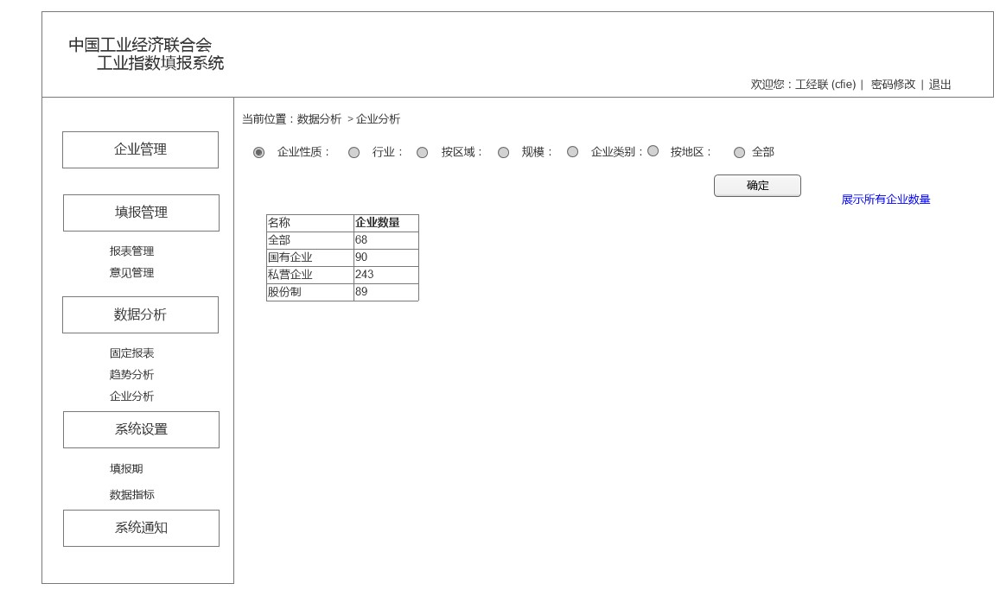 中国工业经济联合会
工业指数填报系统
欢迎您：工经联 (cfie)｜ 密码修改｜退出
当前位置：数据分析 ＞企业分析
企业管理
填报管理
报表管理
意见管理
数据分析
固定报表
趋势分析
企业分析
系统设置
填报期
数据指标
系统通知
企业性质： 行业： 按区域： 规模： 企业类别： 按地区： 全部
确定
展示所有企业数量
名称 企业数量
全部 68
国有企业 90
私营企业 243
股份制 89